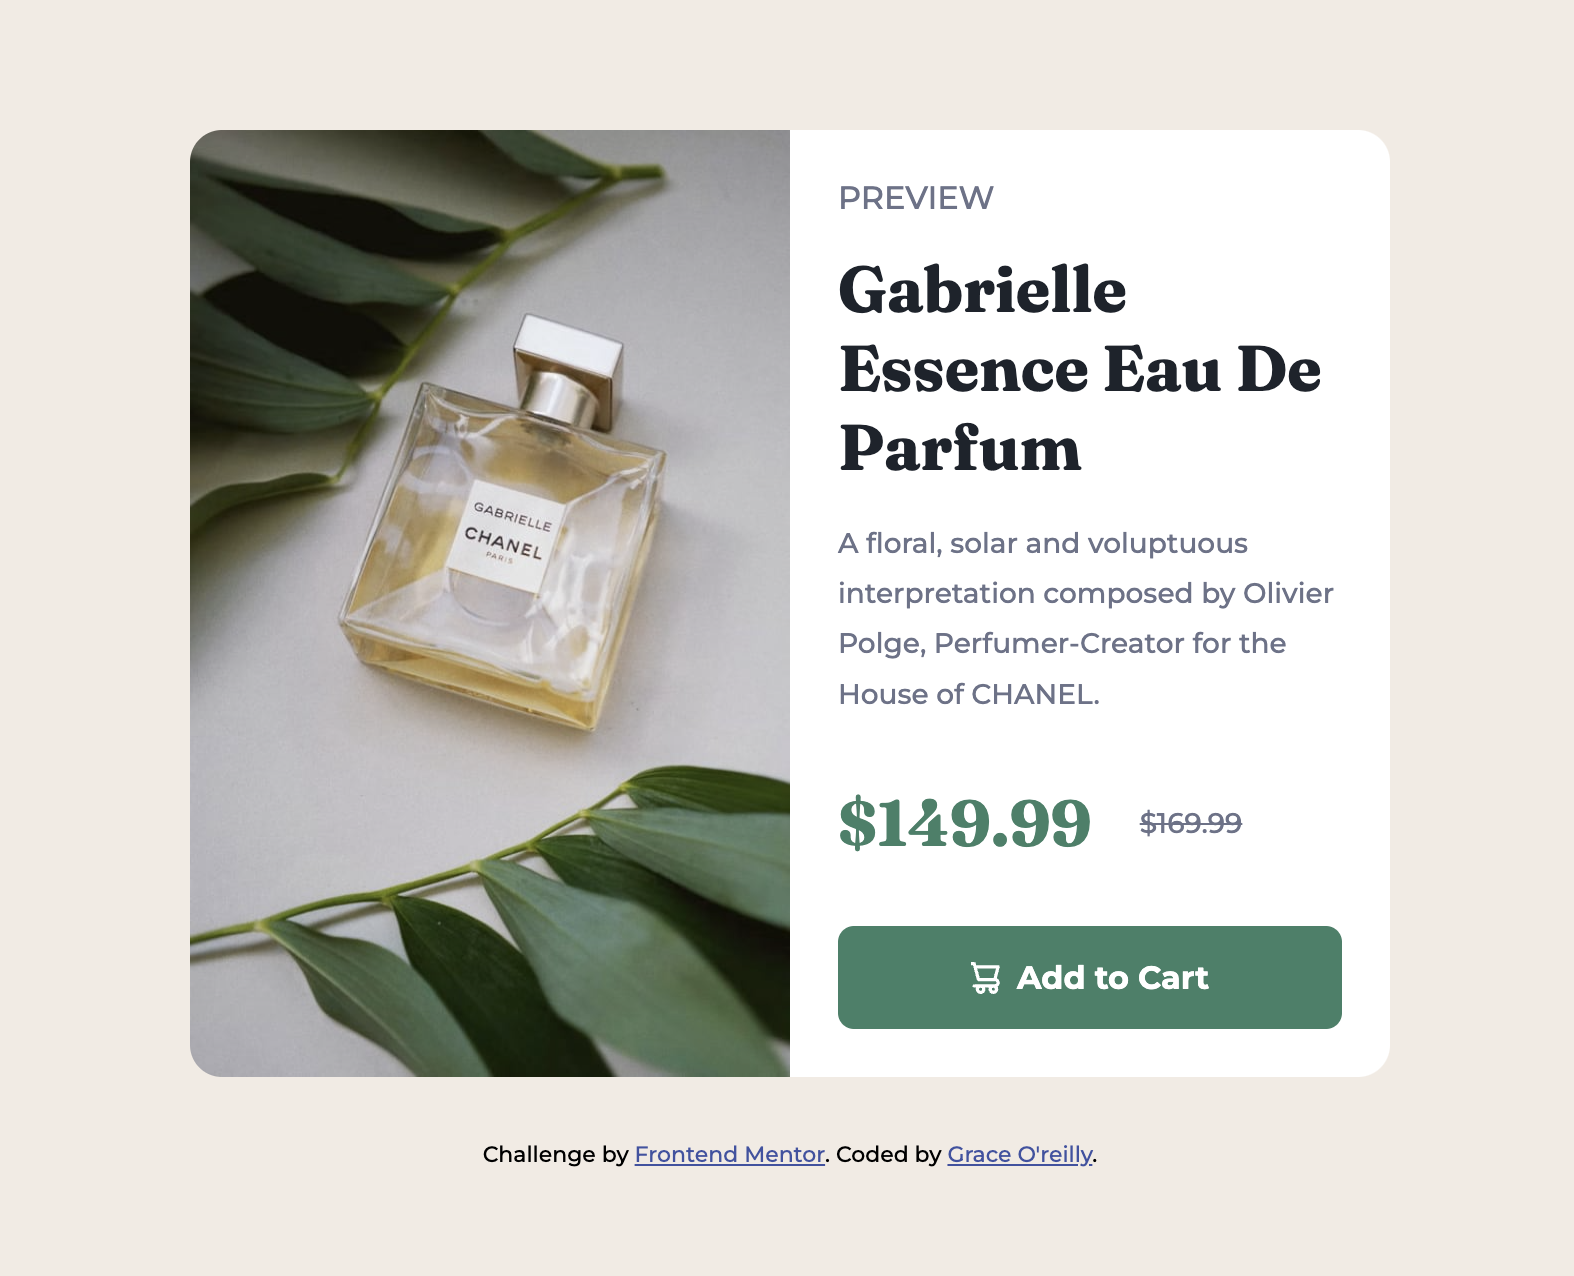 GABRIELLE
CHANEL
PARIS
PREVIEW
Gabrielle
Essence Eau De
Parfum
A floral, solar and voluptuous
interpretation composed by Olivier
Polge, Perfumer-Creator for the
House of CHANEL.
$149.99 $169.99
Add to Cart
Challenge by Frontend Mentor. Coded by Grace O'reilly.